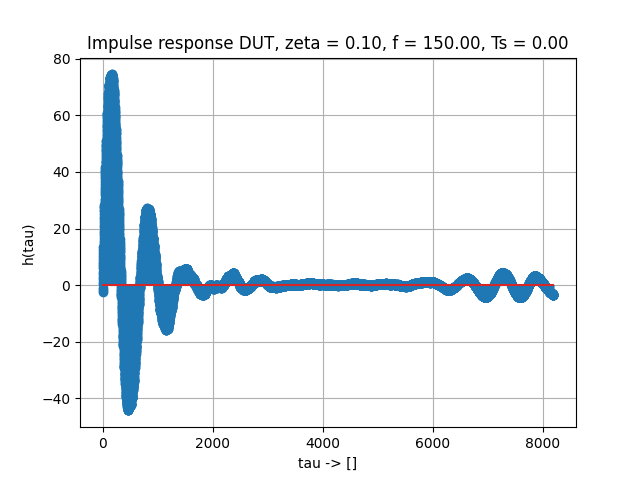 Impulse response DUT, zeta = 0.10, f = 150.00, Ts = 0.00
80
60
40
20
0
−20
−40
h(tau)
0 2000 4000 6000 8000
tau -> []